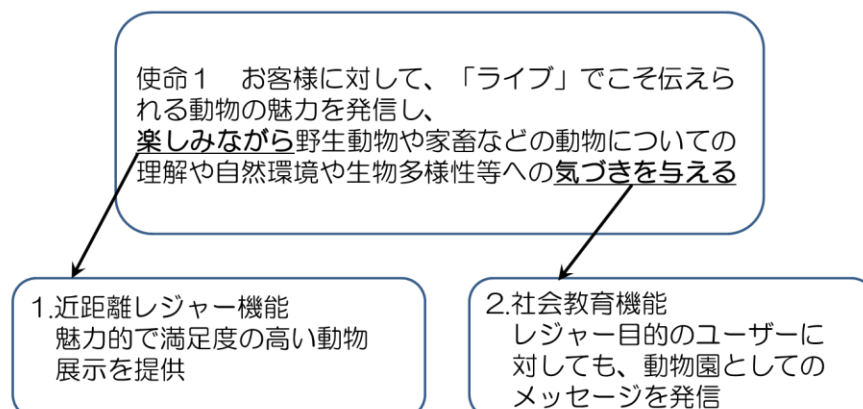 使命１　お客様に対して、「ライブ」でこそ伝えら
れる動物の魅力を発信し、
楽しみながら野生動物や家畜などの動物についての
理解や自然環境や生物多様性等への気づきを与える
１.近距離レジャー機能
魅力的で満足度の高い動物
展示を提供
２.社会教育機能
レジャー目的のユーザーに
対しても、動物園としての
メッセージを発信